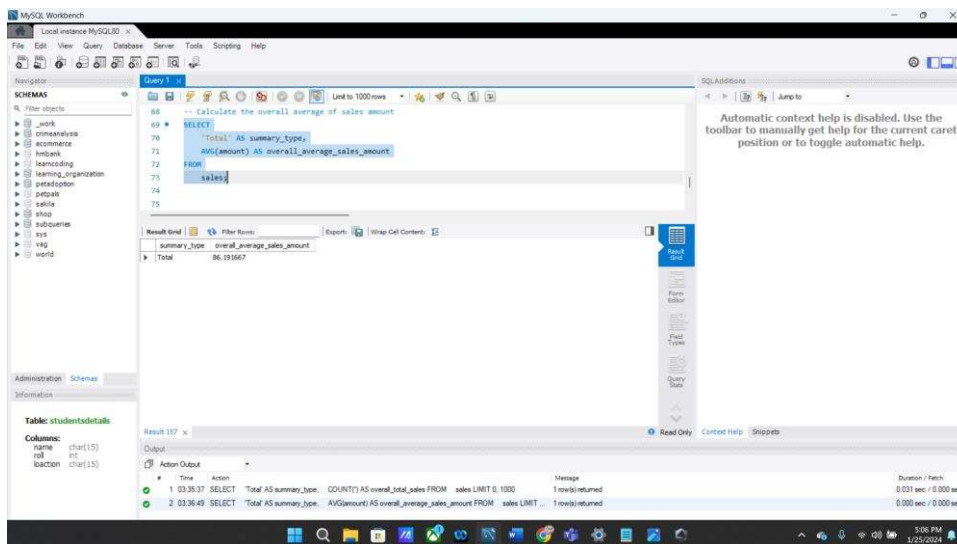 MySQL Workbench
Local instance MySQL80 ×
File Edit View Query Database Server Tools Scripting Help
Navigator
SCHEMAS
Filter objects
_work
crimeanalysis
ecommerce
hmbank
learncoding
learning_organization
petadoption
petpals
sakila
shop
subqueries
sys
vag
world
Administration Schemas
Information
Table: studentsdetails
Columns:
name char(15)
roll int
loaction char(15)
Query 1 ×
Limit to 1000 rows
68 -- Calculate the overall average of sales amount
69 SELECT
70 'Total' AS summary_type,
71 AVG(amount) AS overall_average_sales_amount
72 FROM
73 sales;
74
75
Result Grid Filter Rows: Export: Wrap Cell Content:
summary_type overall_average_sales_amount
Total 86.191667
Result Grid
Form Editor
Field Types
Query Stats
Result 157 ×
Read Only
SQLAdditions
Jump to
Automatic context help is disabled. Use the
toolbar to manually get help for the current caret
position or to toggle automatic help.
Context Help Snippets
Output
Action Output
# Time Action Message Duration / Fetch
1 03:35:37 SELECT 'Total' AS summary_type, COUNT(*) AS overall_total_sales FROM sales LIMIT 0, 1000 1 row(s) returned 0.031 sec / 0.000 se
2 03:36:49 SELECT 'Total' AS summary_type, AVG(amount) AS overall_average_sales_amount FROM sales LIMIT ... 1 row(s) returned 0.000 sec / 0.000 se
5:06 PM
1/25/2024